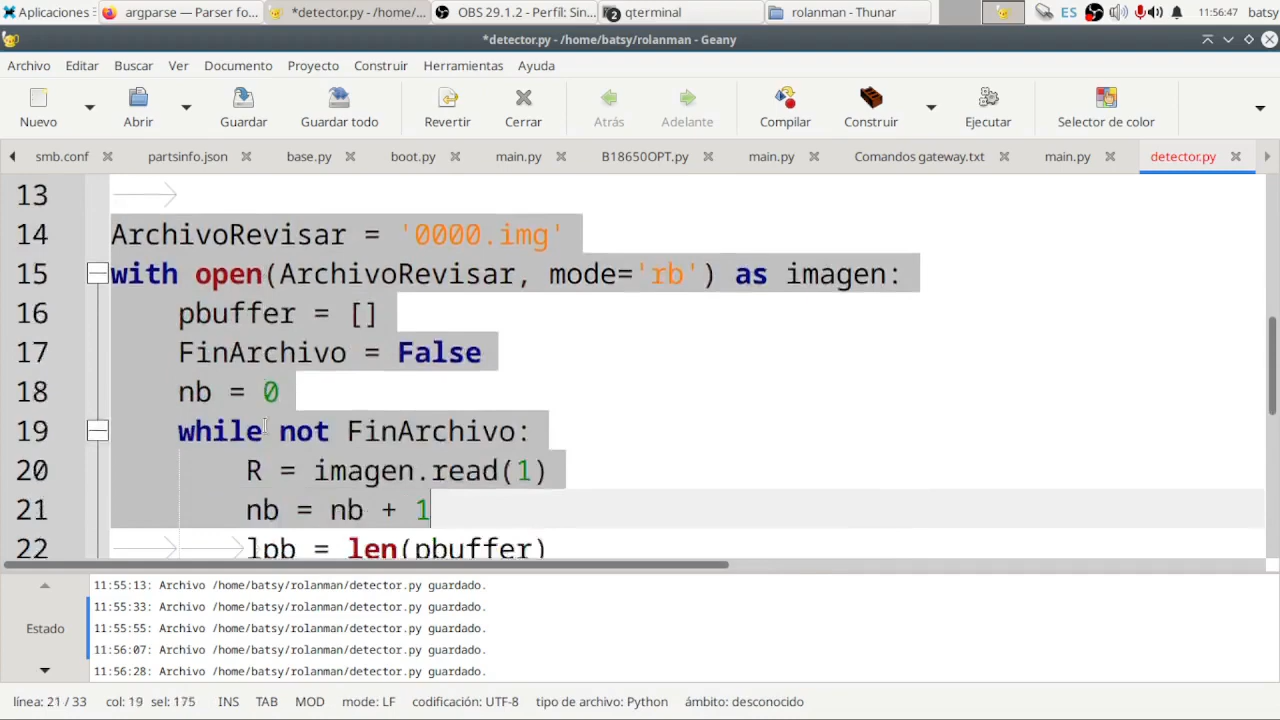 Aplicaciones
argparse — Parser fo...
*detector.py - /home/...
OBS 29.1.2 - Perfil: Sin...
2 qterminal
rolanman - Thunar
ES
11:56:47 batsy
*detector.py - /home/batsy/rolanman - Geany
Archivo Editar Buscar Ver Documento Proyecto Construir Herramientas Ayuda
Nuevo Abrir Guardar Guardar todo Revertir Cerrar Atrás Adelante Compilar Construir Ejecutar Selector de color
smb.conf partsinfo.json base.py boot.py main.py B18650OPT.py main.py Comandos gateway.txt main.py detector.py
13
14 ArchivoRevisar = '0000.img'
15 with open(ArchivoRevisar, mode='rb') as imagen:
16 pbuffer = []
17 FinArchivo = False
18 nb = 0
19 while not FinArchivo:
20 R = imagen.read(1)
21 nb = nb + 1
22 lpb = len(pbuffer)
Estado
11:55:13: Archivo /home/batsy/rolanman/detector.py guardado.
11:55:33: Archivo /home/batsy/rolanman/detector.py guardado.
11:55:55: Archivo /home/batsy/rolanman/detector.py guardado.
11:56:07: Archivo /home/batsy/rolanman/detector.py guardado.
11:56:28: Archivo /home/batsy/rolanman/detector.py guardado.
línea: 21 / 33 col: 19 sel: 175 INS TAB MOD mode: LF codificación: UTF-8 tipo de archivo: Python ámbito: desconocido